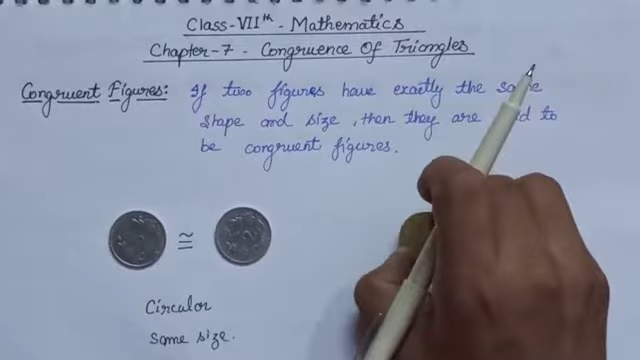 Class-VIIth - Mathematics
Chapter-7 - Congruence Of Triangles
Congruent Figures: If two figures have exactly the
shape and size, then they are to
be congruent figures.
≅
Circular
Same size.